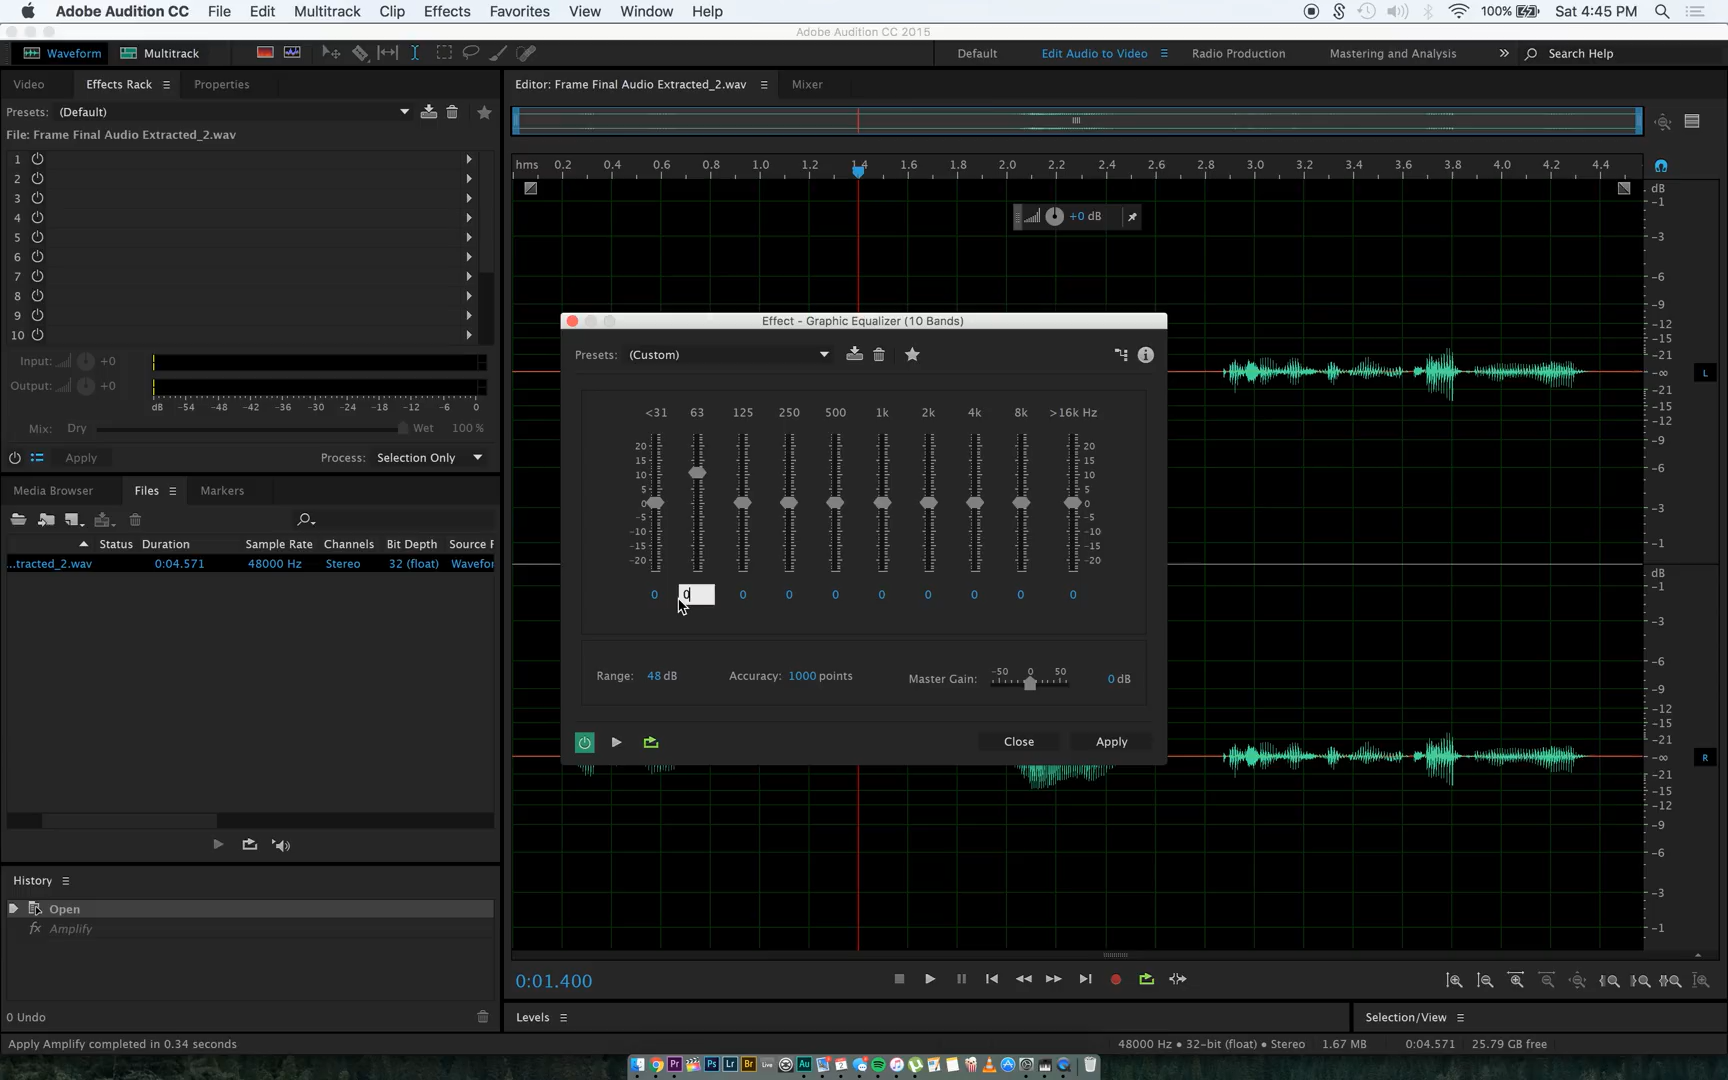 Adobe Audition CC File Edit Multitrack Clip Effects Favorites View Window Help 100% Sat 4:45 PM
Adobe Audition CC 2015
Waveform Multitrack Default Edit Audio to Video Radio Production Mastering and Analysis » Search Help
Video Effects Rack Properties
Editor: Frame Final Audio Extracted_2.wav Mixer
Presets: (Default)
File: Frame Final Audio Extracted_2.wav
1
2
3
4
5
6
7
8
9
10
Input: +0
Output: +0
dB -54 -48 -42 -36 -30 -24 -18 -12 -6 0
Mix: Dry Wet 100 %
Apply Process: Selection Only
Media Browser Files Markers
Status Duration Sample Rate Channels Bit Depth Source F
...tracted_2.wav 0:04.571 48000 Hz Stereo 32 (float) Wavefor
History
Open
fx Amplify
0 Undo
Apply Amplify completed in 0.34 seconds
hms 0.2 0.4 0.6 0.8 1.0 1.2 1.4 1.6 1.8 2.0 2.2 2.4 2.6 2.8 3.0 3.2 3.4 3.6 3.8 4.0 4.2 4.4
+0 dB
dB
-1
-3
-6
-9
-12
-15
-21
-∞
-21
-15
-12
-9
-6
-3
-1
L
dB
-1
-3
-6
-9
-12
-15
-21
-∞
-21
-15
-12
-9
-6
-3
-1
R
Effect - Graphic Equalizer (10 Bands)
Presets: (Custom)
<31 63 125 250 500 1k 2k 4k 8k >16k Hz
20 20
15 15
10 10
5 5
0 0
-5 -5
-10 -10
-15 -15
-20 -20
0 0 0 0 0 0 0 0 0 0
Range: 48 dB Accuracy: 1000 points Master Gain: -50 0 50 0 dB
Close Apply
0:01.400
Levels
Selection/View
48000 Hz • 32-bit (float) • Stereo 1.67 MB 0:04.571 25.79 GB free
Pr Ps Lr Br Live Au